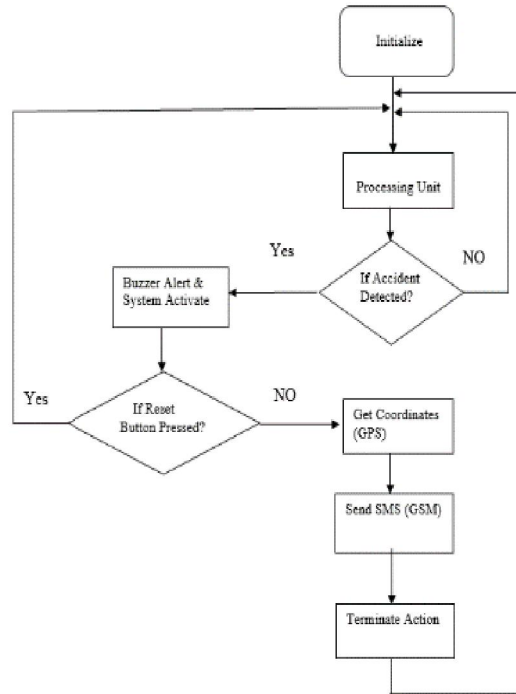 Initialize
Processing Unit
Yes
NO
If Accident
Detected?
Buzzer Alert &
System Activate
Yes
If Reset
Button Pressed?
NO
Get Coordinates
(GPS)
Send SMS (GSM)
Terminate Action